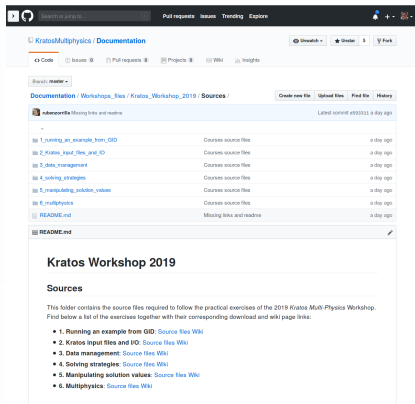 Search or jump to...
Pull requests Issues Trending Explore
KratosMultiphysics / Documentation
Unwatch
Unstar 5
Fork
Code
Issues 0
Pull requests 0
Projects 0
Wiki
Insights
Branch: master
Documentation / Workshops_files / Kratos_Workshop_2019 / Sources /
Create new file Upload files Find file History
rubenzorrilla Missing links and readme
Latest commit a day ago
..
1_running_an_example_from_GID Courses source files a day ago
2_Kratos_input_files_and_IO Courses source files a day ago
3_data_management Courses source files a day ago
4_solving_strategies Courses source files a day ago
5_manipulating_solution_values Courses source files a day ago
6_multiphysics Courses source files a day ago
README.md Missing links and readme a day ago
README.md
Kratos Workshop 2019
Sources
This folder contains the source files required to follow the practical exercises of the 2019 Kratos Multi-Physics Workshop.
Find below a list of the exercises together with their corresponding download and wiki page links:
• 1. Running an example from GID: Source files Wiki
• 2. Kratos input files and I/O: Source files Wiki
• 3. Data management: Source files Wiki
• 4. Solving strategies: Source files Wiki
• 5. Manipulating solution values: Source files Wiki
• 6. Multiphysics: Source files Wiki